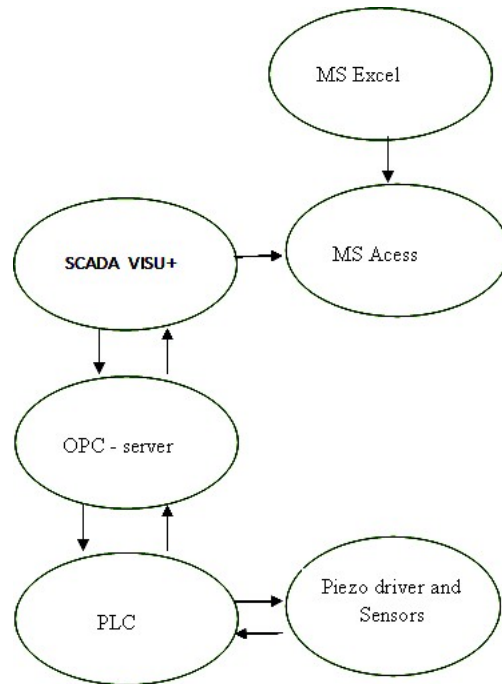 MS Excel
SCADA VISU+
MS Acess
OPC - server
PLC
Piezo driver and
Sensors